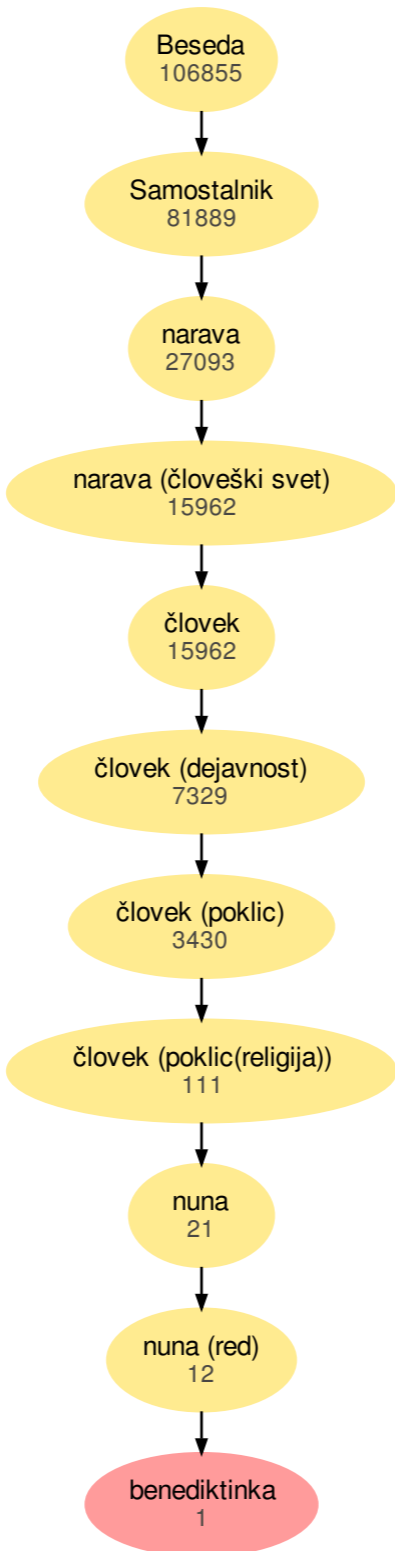 Beseda
106855
Samostalnik
81889
narava
27093
narava (človeški svet)
15962
človek
15962
človek (dejavnost)
7329
človek (poklic)
3430
človek (poklic(religija))
111
nuna
21
nuna (red)
12
benediktinka
1